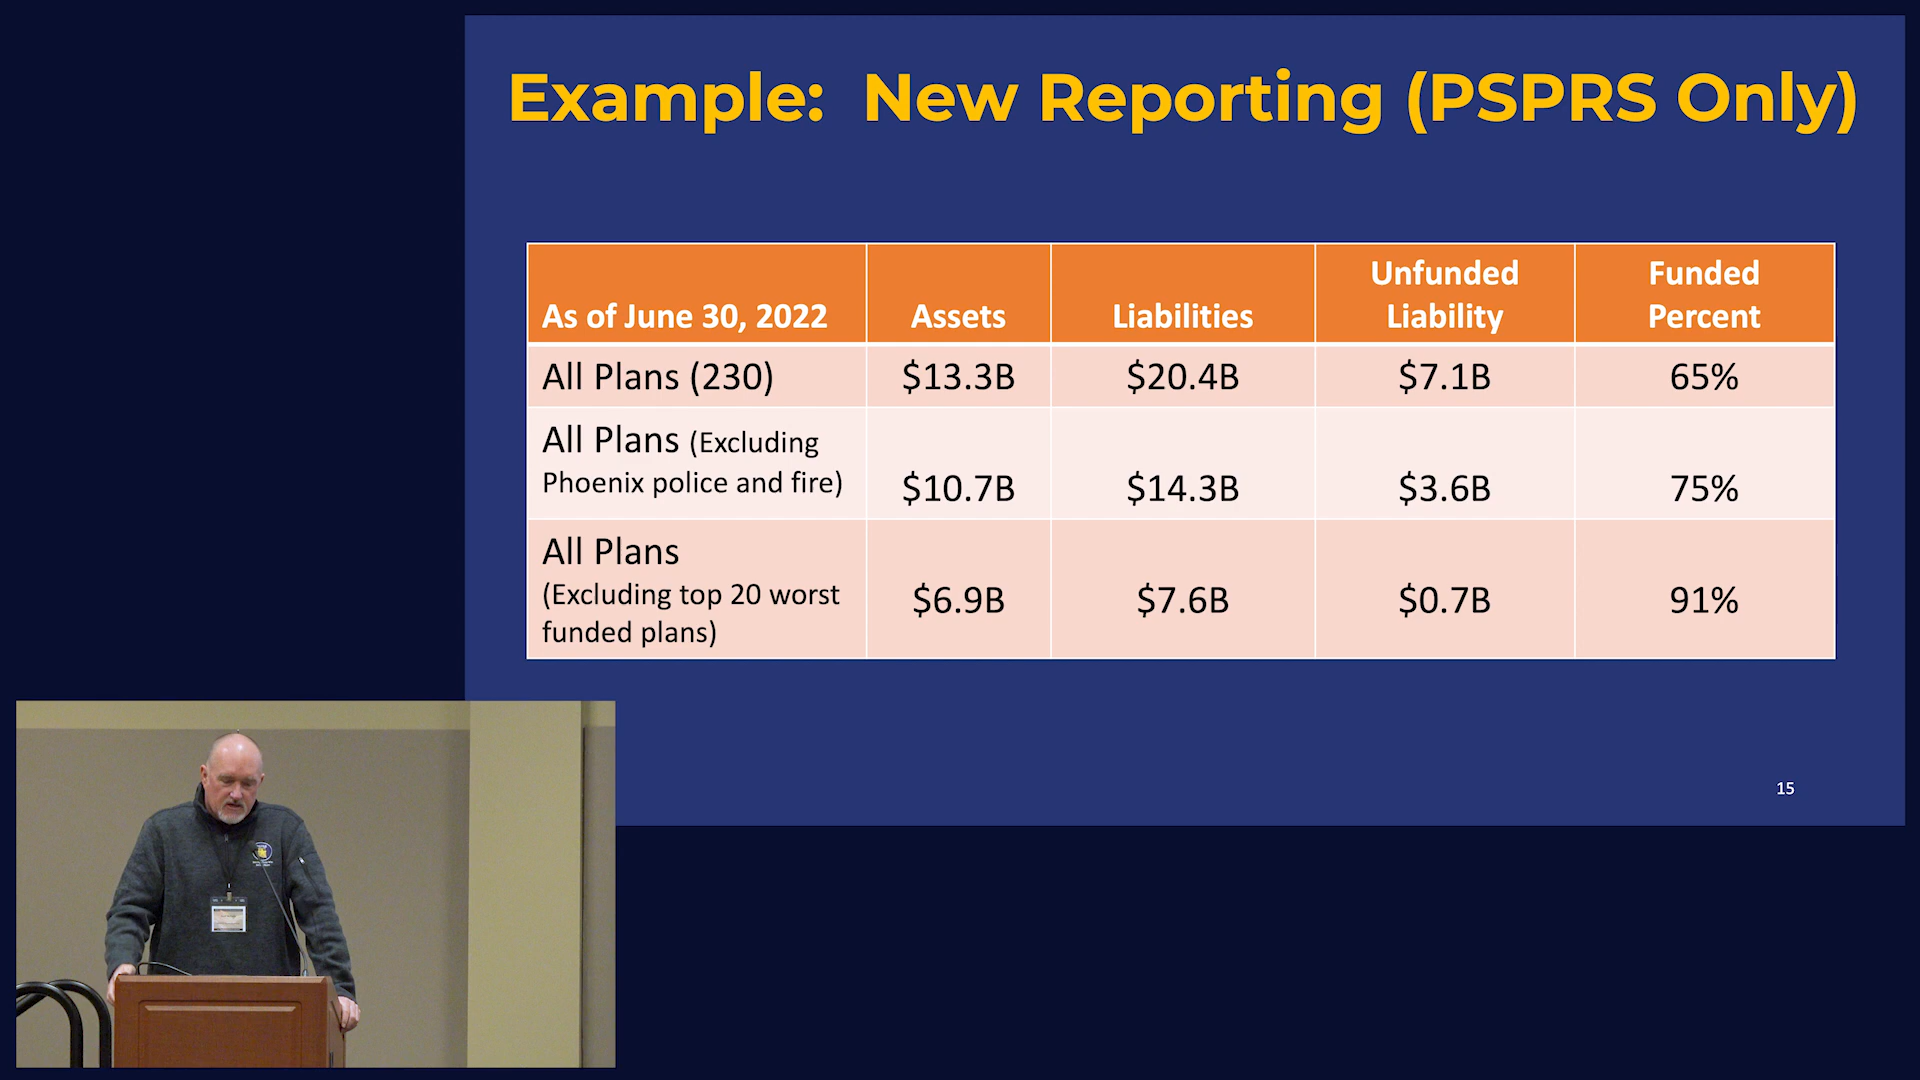 Example: New Reporting (PSPRS Only)
As of June 30, 2022 Assets Liabilities Unfunded Liability Funded Percent
All Plans (230) $13.3B $20.4B $7.1B 65%
All Plans (Excluding
Phoenix police and fire) $10.7B $14.3B $3.6B 75%
All Plans
(Excluding top 20 worst
funded plans) $6.9B $7.6B $0.7B 91%
15